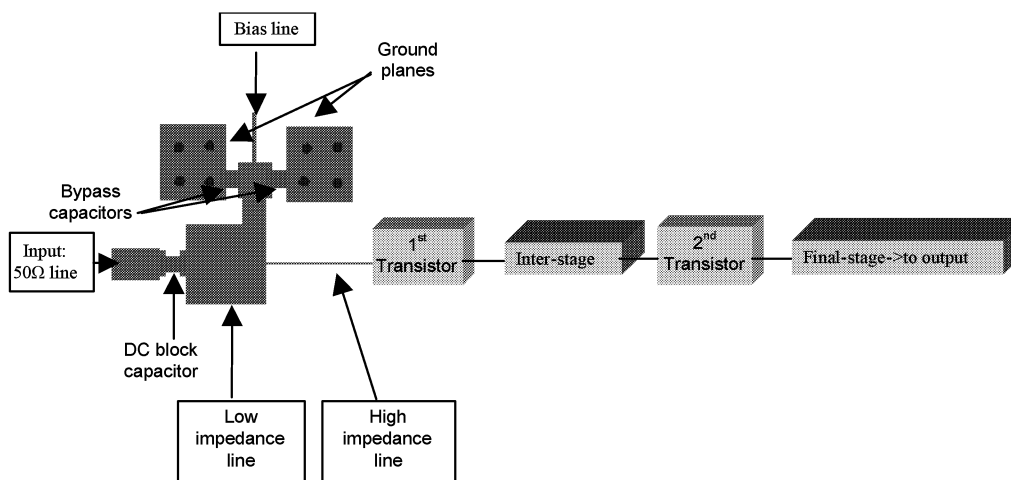 Bias line
Ground
planes
Bypass
capacitors
Input:
50Ω line
1st
Transistor
Inter-stage
2nd
Transistor
Final-stage->to output
DC block
capacitor
Low
impedance
line
High
impedance
line